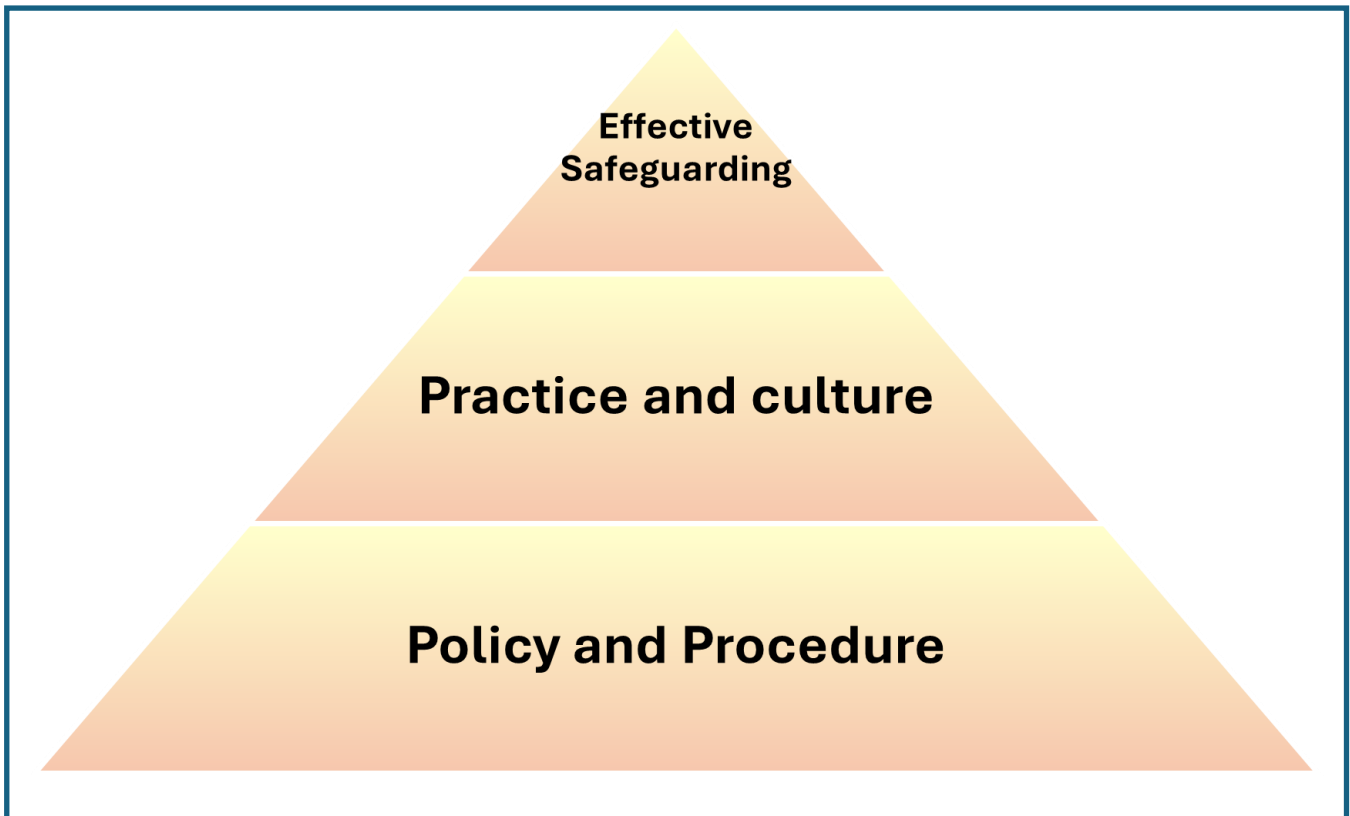 Effective
Safeguarding
Practice and culture
Policy and Procedure